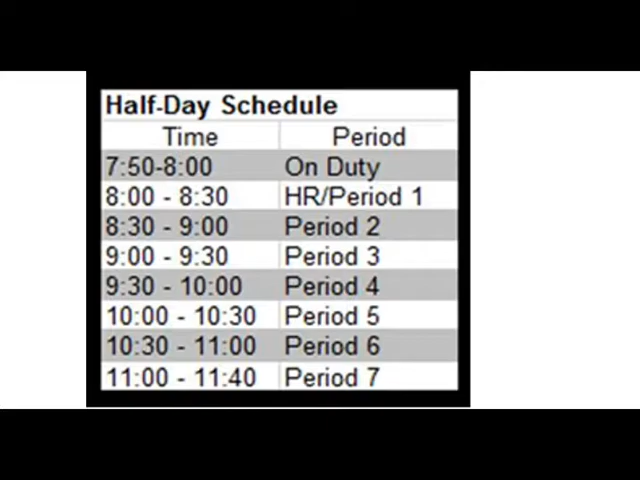 Half-Day Schedule
Time Period
7:50-8:00 On Duty
8:00 - 8:30 HR/Period 1
8:30 - 9:00 Period 2
9:00 - 9:30 Period 3
9:30 - 10:00 Period 4
10:00 - 10:30 Period 5
10:30 - 11:00 Period 6
11:00 - 11:40 Period 7